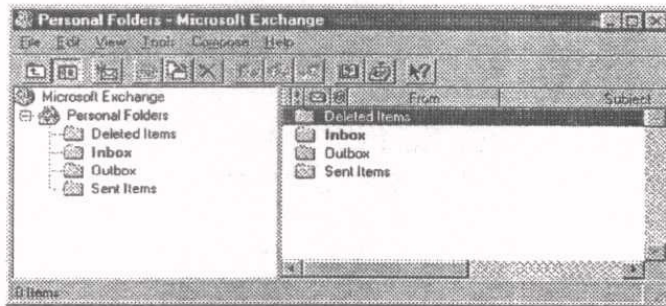 Personal Folders - Microsoft Exchange
File Edit View Tools Compose Help
Microsoft Exchange
Personal Folders
Deleted Items
Inbox
Outbox
Sent Items
From Subject
Deleted Items
Inbox
Outbox
Sent Items
0 Items